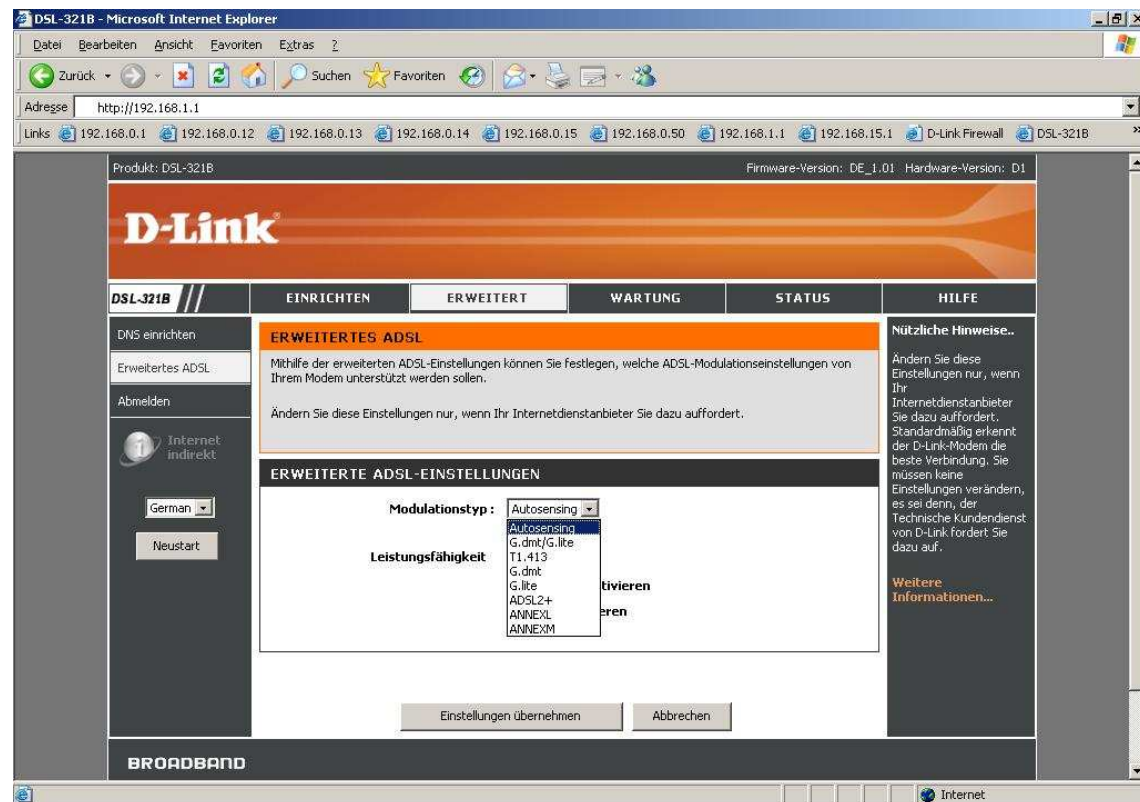 DSL-321B - Microsoft Internet Explorer
Datei Bearbeiten Ansicht Favoriten Extras ?
Zurück Suchen Favoriten
Adresse http://192.168.1.1
Links 192.168.0.1 192.168.0.12 192.168.0.13 192.168.0.14 192.168.0.15 192.168.0.50 192.168.1.1 192.168.15.1 D-Link Firewall DSL-321B »
Produkt: DSL-321B Firmware-Version: DE_1.01 Hardware-Version: D1
D-Link
DSL-321B EINRICHTEN ERWEITERT WARTUNG STATUS HILFE
DNS einrichten
Erweitertes ADSL
Abmelden
Internet
indirekt
German
Neustart
ERWEITERTES ADSL
Mithilfe der erweiterten ADSL-Einstellungen können Sie festlegen, welche ADSL-Modulationseinstellungen von
Ihrem Modem unterstützt werden sollen.
Ändern Sie diese Einstellungen nur, wenn Ihr Internetdienstanbieter Sie dazu auffordert.
ERWEITERTE ADSL-EINSTELLUNGEN
Modulationstyp : Autosensing
Autosensing
G.dmt/G.lite
Leistungsfähigkeit T1.413
G.dmt
G.lite tivieren
ADSL2+
ANNEXL eren
ANNEXM
Einstellungen übernehmen Abbrechen
Nützliche Hinweise..
Ändern Sie diese
Einstellungen nur, wenn
Ihr
Internetdienstanbieter
Sie dazu auffordert.
Standardmäßig erkennt
der D-Link-Modem die
beste Verbindung. Sie
müssen keine
Einstellungen verändern,
es sei denn, der
Technische Kundendienst
von D-Link fordert Sie
dazu auf.
Weitere
Informationen...
BROADBAND
Internet